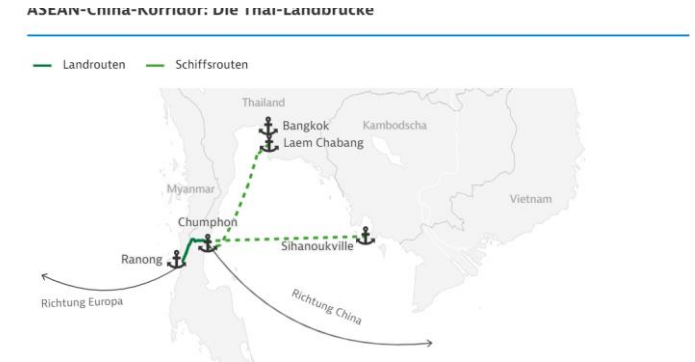 ASEAN-China-Korridor: Die Thai-Landbrücke
Landrouten
Schiffsrouten
Thailand
Bangkok
Kambodscha
Laem Chabang
Myanmar
Vietnam
Chumphon
Sihanoukville
Ranong
Richtung Europa
Richtung China